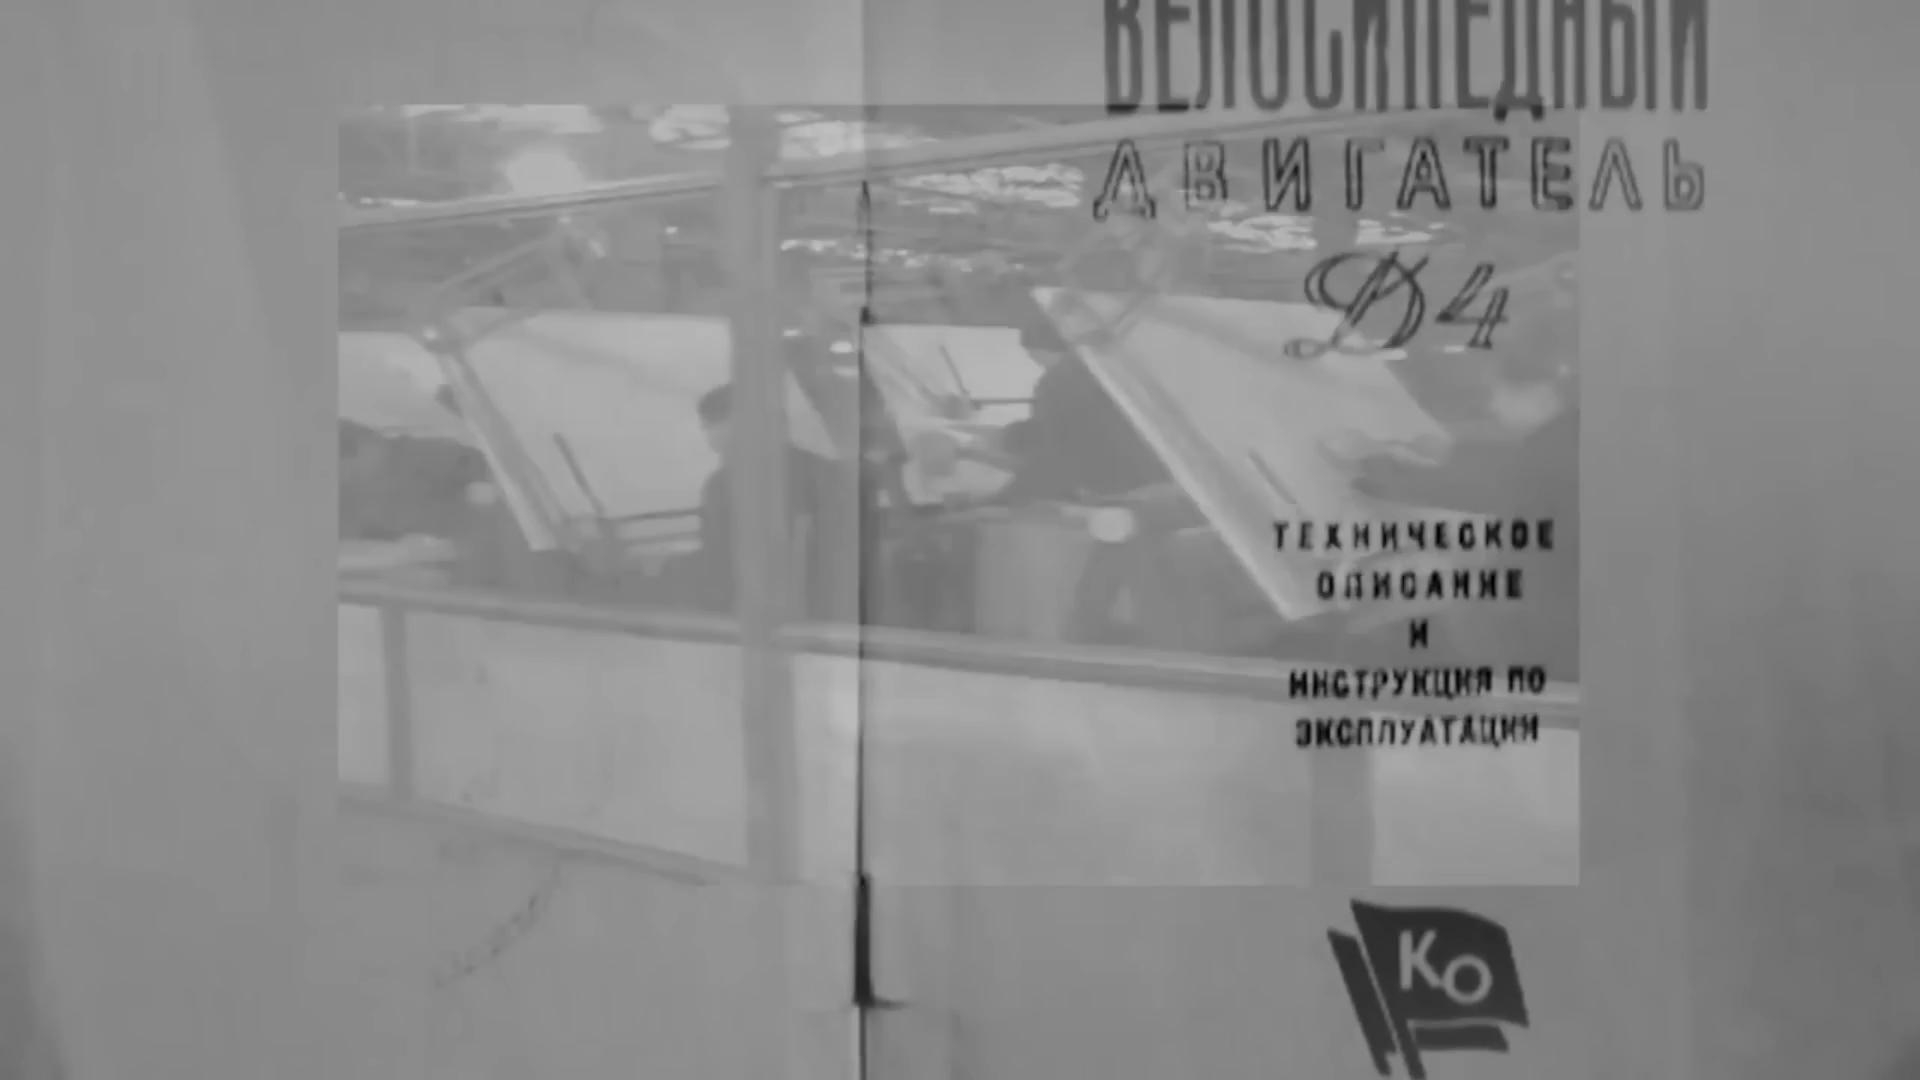 ВЕЛОСИПЕДНЫЙ
ДВИГАТЕЛЬ
Д4
ТЕХНИЧЕСКОЕ
ОПИСАНИЕ
И
ИНСТРУКЦИЯ ПО
ЭКСПЛУАТАЦИИ
КО